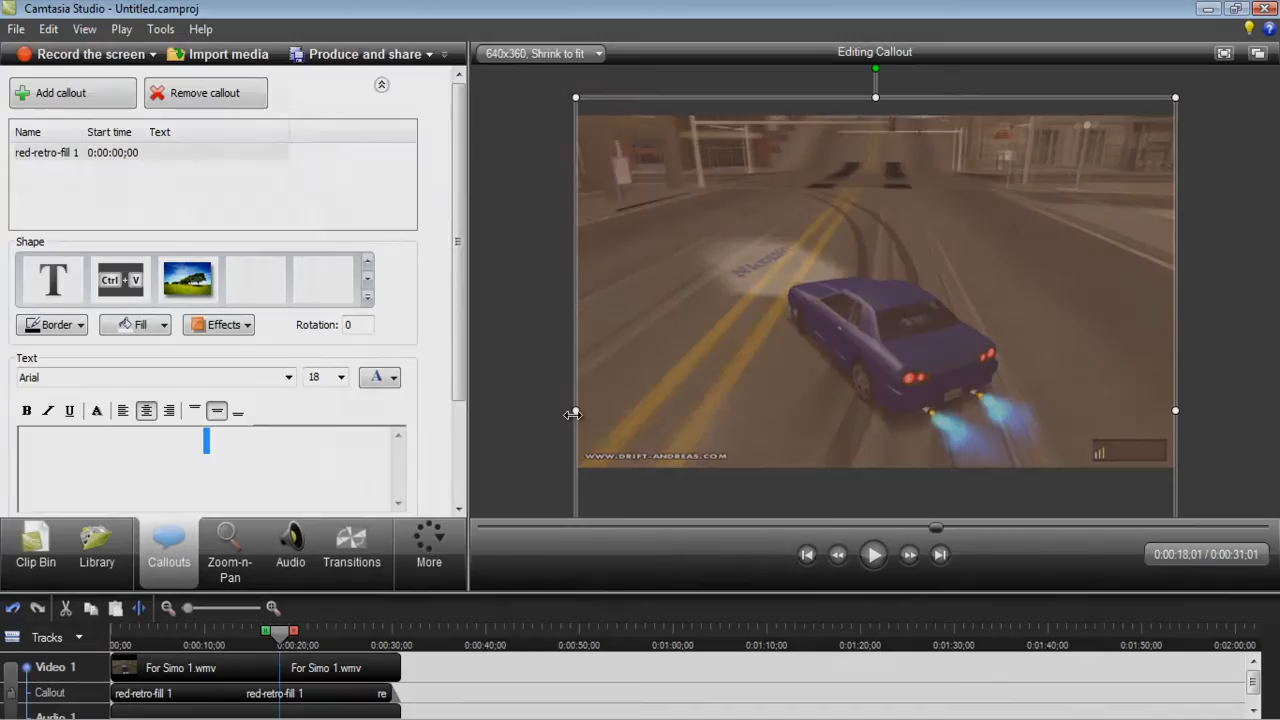 Camtasia Studio - Untitled.camproj
File Edit View Play Tools Help
Record the screen Import media Produce and share
640x360, Shrink to fit
Editing Callout
Add callout
Remove callout
Name Start time Text
red-retro-fill 1 0:00:00;00
Shape
T
Ctrl + V
Border Fill Effects Rotation: 0
Text
Arial 18 A
B I U A
WWW.DRIFT-ANDREAS.COM
Clip Bin Library Callouts Zoom-n-Pan Audio Transitions More
0:00:18,01 / 0:00:31,01
Tracks
00;00 0:00:10;00 0:00:20;00 0:00:30;00 0:00:40;00 0:00:50;00 0:01:00;00 0:01:10;00 0:01:20;00 0:01:30;00 0:01:40;00 0:01:50;00 0:02:00;00
Video 1 For Simo 1.wmv For Simo 1.wmv
Callout red-retro-fill 1 red-retro-fill 1 re
Audio 1